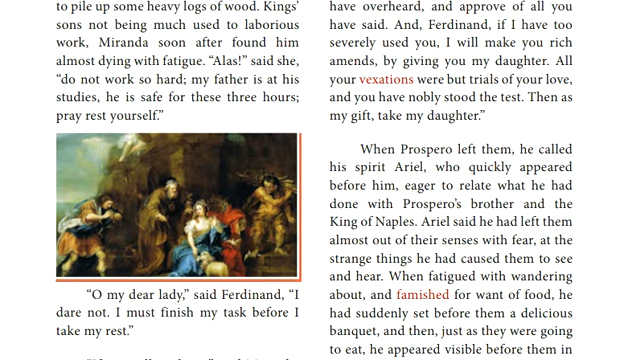 to pile up some heavy logs of wood. Kings'
sons not being much used to laborious
work, Miranda soon after found him
almost dying with fatigue. “Alas!” said she,
“do not work so hard; my father is at his
studies, he is safe for these three hours;
pray rest yourself.”
“O my dear lady,” said Ferdinand, “I
dare not. I must finish my task before I
take my rest.”
have overheard, and approve of all you
have said. And, Ferdinand, if I have too
severely used you, I will make you rich
amends, by giving you my daughter. All
your vexations were but trials of your love,
and you have nobly stood the test. Then as
my gift, take my daughter.”
When Prospero left them, he called
his spirit Ariel, who quickly appeared
before him, eager to relate what he had
done with Prospero’s brother and the
King of Naples. Ariel said he had left them
almost out of their senses with fear, at the
strange things he had caused them to see
and hear. When fatigued with wandering
about, and famished for want of food, he
had suddenly set before them a delicious
banquet, and then, just as they were going
to eat, he appeared visible before them in